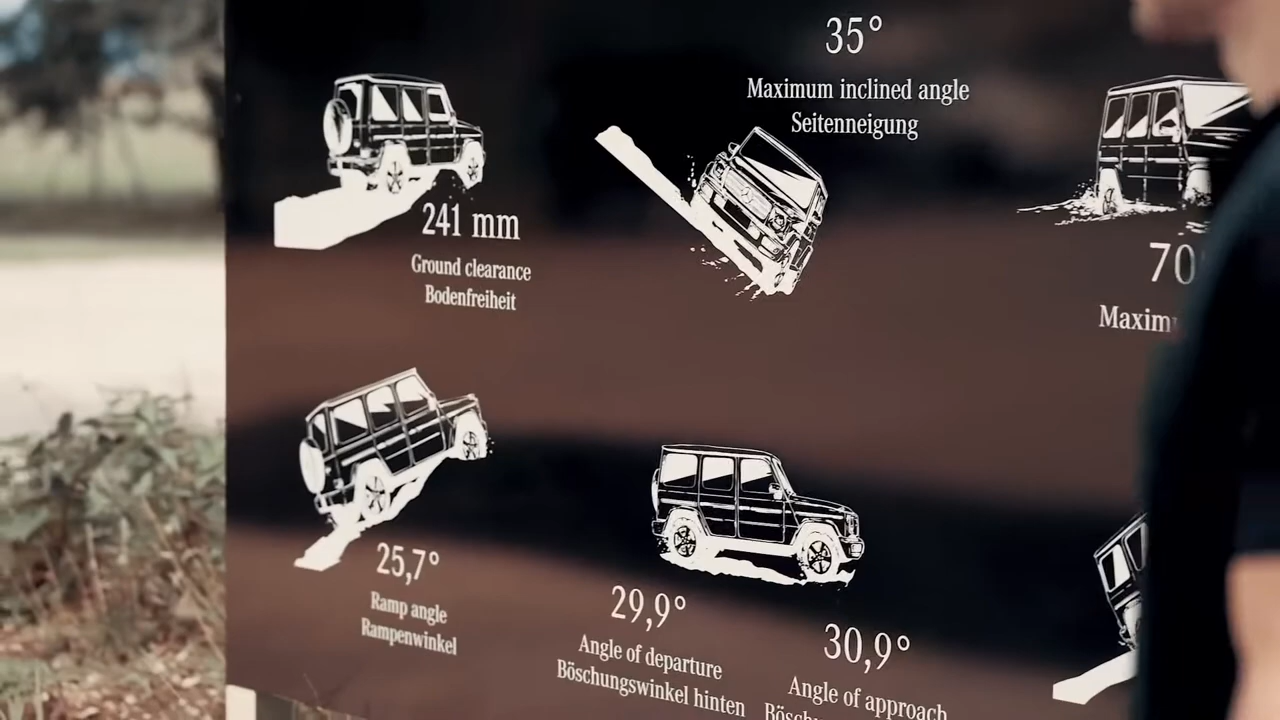 35°
Maximum inclined angle
Seitenneigung
241 mm
Ground clearance
Bodenfreiheit
70
25,7°
Ramp angle
Rampenwinkel
29,9°
Angle of departure
Böschungswinkel hinten
30,9°
Angle of approach